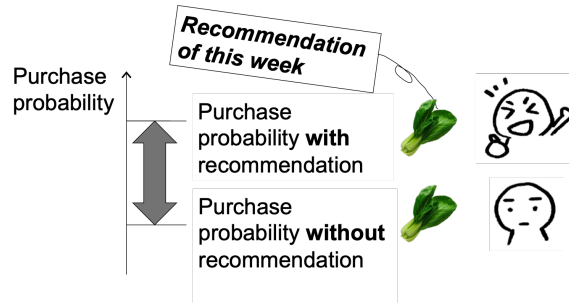 Recommendation
of this week
Purchase
probability
Purchase
probability with
recommendation
Purchase
probability without
recommendation